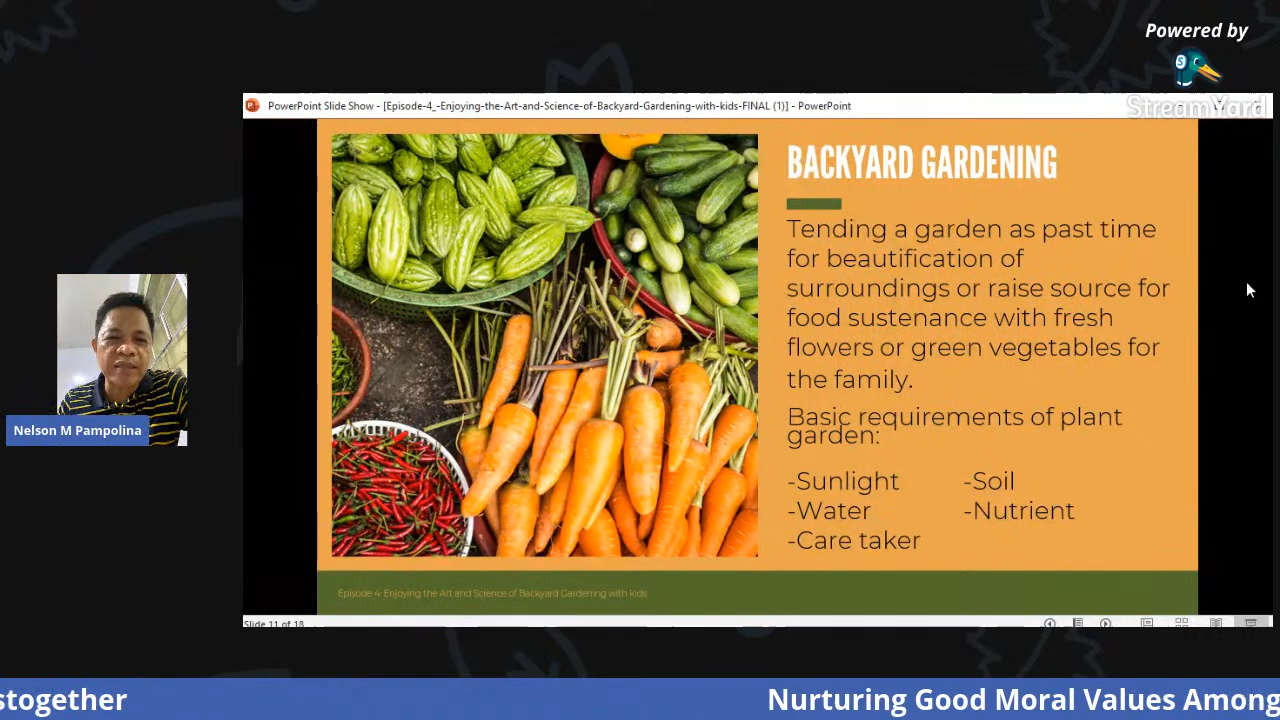 Powered by
StreamYard
PowerPoint Slide Show - [Episode-4_-Enjoying-the-Art-and-Science-of-Backyard-Gardening-with-kids-FINAL (1)] - PowerPoint
BACKYARD GARDENING
Tending a garden as past time
for beautification of
surroundings or raise source for
food sustenance with fresh
flowers or green vegetables for
the family.
Basic requirements of plant
garden:
-Sunlight -Soil
-Water -Nutrient
-Care taker
Nelson M Pampolina
Episode 4: Enjoying the Art and Science of Backyard Gardening with kids
Slide 11 of 18
stogether Nurturing Good Moral Values Among